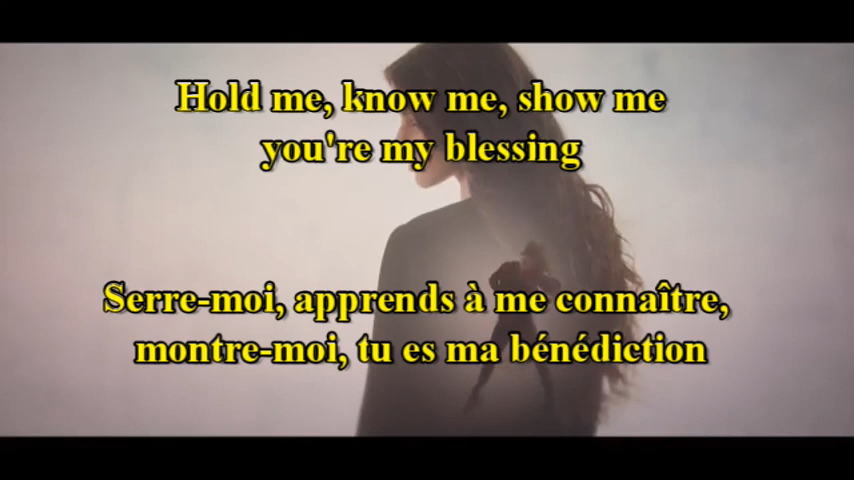 Hold me, know me, show me
you're my blessing
Serre-moi, apprends à me connaître,
montre-moi, tu es ma bénédiction